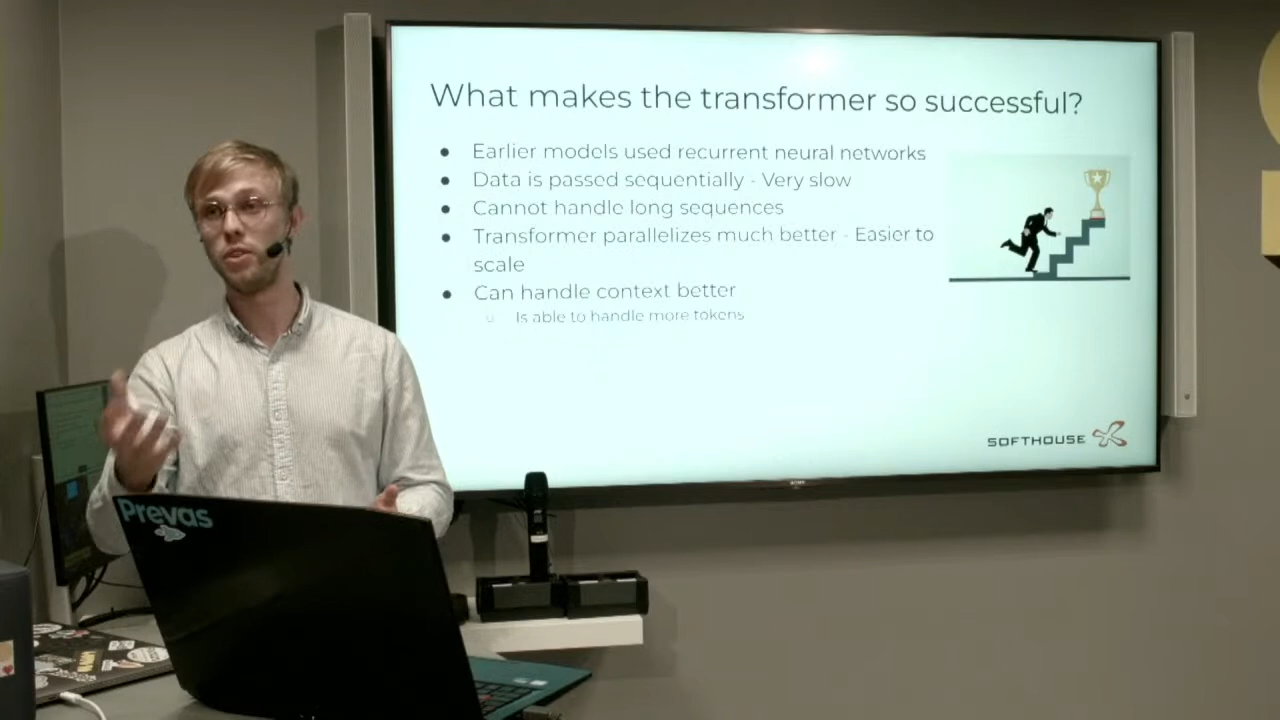 What makes the transformer so successful?
Earlier models used recurrent neural networks
Data is passed sequentially - Very slow
Cannot handle long sequences
Transformer parallelizes much better - Easier to
scale
Can handle context better
Is able to handle more tokens
SOFTHOUSE
Prevas